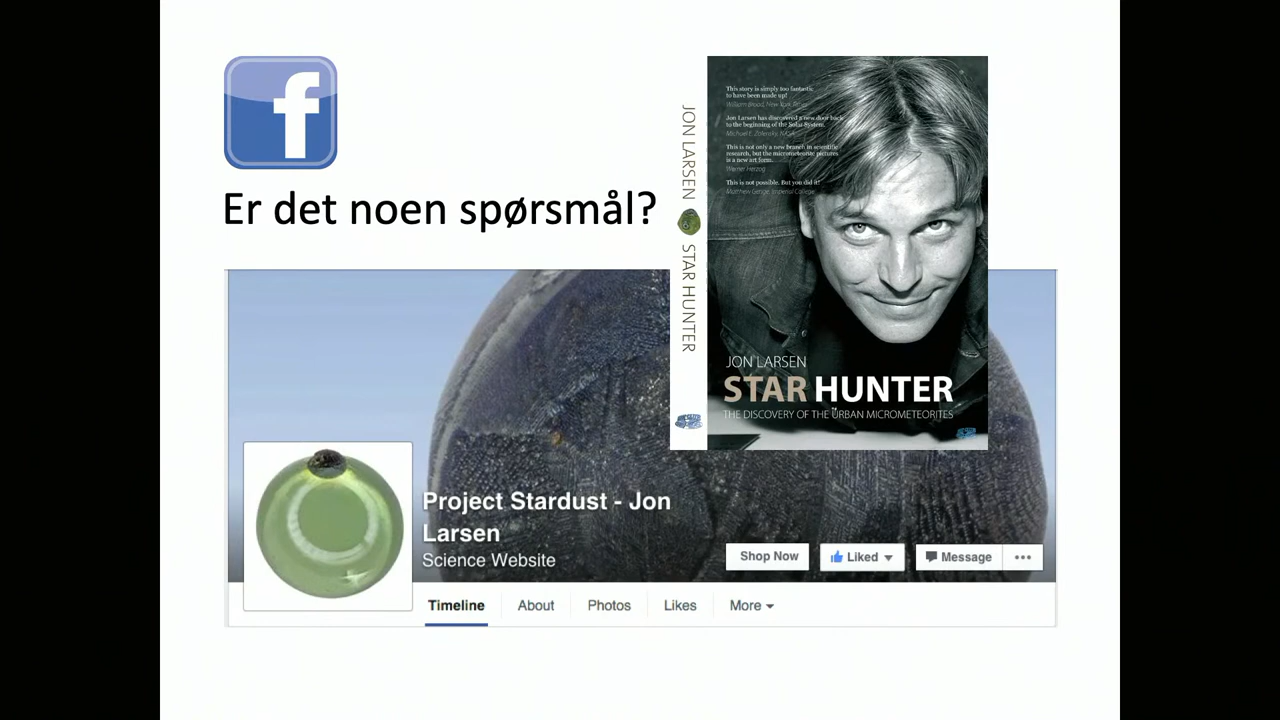 f
Er det noen spørsmål?
JON LARSEN STAR HUNTER
This story is simply too fantastic
to have been made up!
William Broad, New York Times
Jon Larsen has discovered a new door back
to the beginning of the Solar System.
Michael E. Zolensky, NASA
This is not only a new branch in scientific
research, but the micrometeorite pictures
is a new art form.
Werner Herzog
This is not possible. But you did it!
Matthew Genge, Imperial College
JON LARSEN
STAR HUNTER
THE DISCOVERY OF THE URBAN MICROMETEORITES
Project Stardust - Jon
Larsen
Science Website
Shop Now
Liked
Message
Timeline
About
Photos
Likes
More